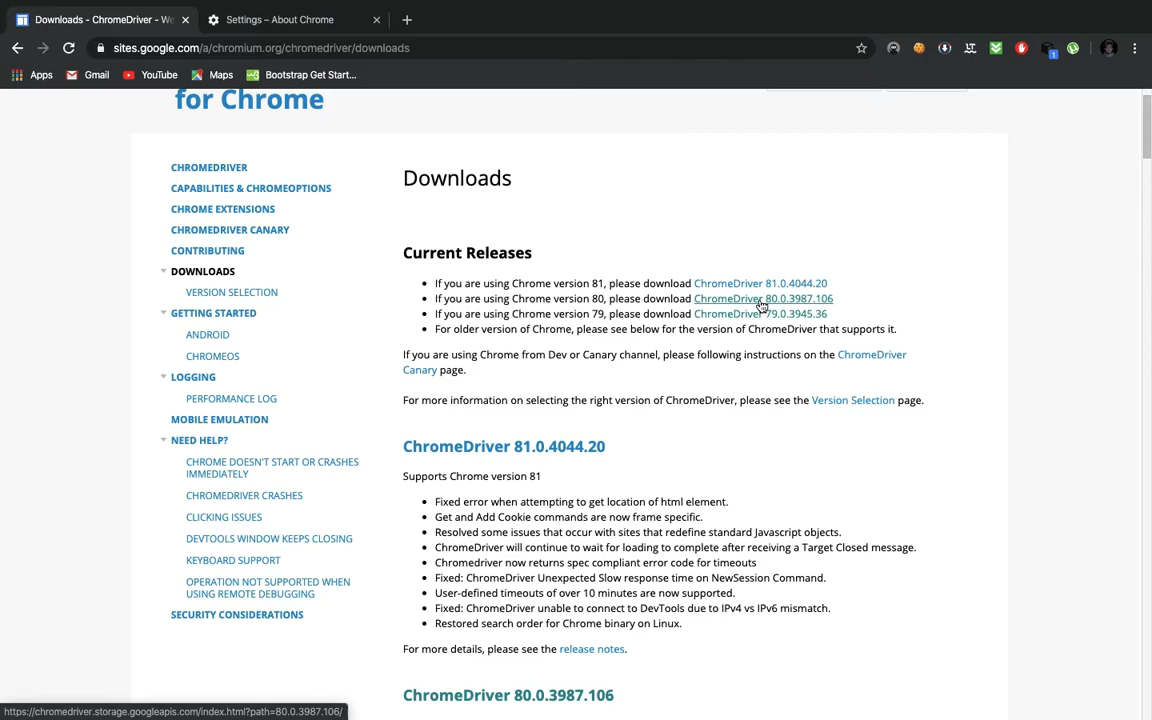 Downloads - ChromeDriver - We
Settings – About Chrome
sites.google.com/a/chromium.org/chromedriver/downloads
Apps
Gmail
YouTube
Maps
Bootstrap Get Start...
for Chrome
CHROMEDRIVER
CAPABILITIES & CHROMEOPTIONS
CHROME EXTENSIONS
CHROMEDRIVER CANARY
CONTRIBUTING
DOWNLOADS
VERSION SELECTION
GETTING STARTED
ANDROID
CHROMEOS
LOGGING
PERFORMANCE LOG
MOBILE EMULATION
NEED HELP?
CHROME DOESN'T START OR CRASHES
IMMEDIATELY
CHROMEDRIVER CRASHES
CLICKING ISSUES
DEVTOOLS WINDOW KEEPS CLOSING
KEYBOARD SUPPORT
OPERATION NOT SUPPORTED WHEN
USING REMOTE DEBUGGING
SECURITY CONSIDERATIONS
Downloads
Current Releases
If you are using Chrome version 81, please download ChromeDriver 81.0.4044.20
If you are using Chrome version 80, please download ChromeDriver 80.0.3987.106
If you are using Chrome version 79, please download ChromeDriver 79.0.3945.36
For older version of Chrome, please see below for the version of ChromeDriver that supports it.
If you are using Chrome from Dev or Canary channel, please following instructions on the ChromeDriver
Canary page.
For more information on selecting the right version of ChromeDriver, please see the Version Selection page.
ChromeDriver 81.0.4044.20
Supports Chrome version 81
Fixed error when attempting to get location of html element.
Get and Add Cookie commands are now frame specific.
Resolved some issues that occur with sites that redefine standard Javascript objects.
ChromeDriver will continue to wait for loading to complete after receiving a Target Closed message.
Chromedriver now returns spec compliant error code for timeouts
Fixed: ChromeDriver Unexpected Slow response time on NewSession Command.
User-defined timeouts of over 10 minutes are now supported.
Fixed: ChromeDriver unable to connect to DevTools due to IPv4 vs IPv6 mismatch.
Restored search order for Chrome binary on Linux.
For more details, please see the release notes.
ChromeDriver 80.0.3987.106
https://chromedriver.storage.googleapis.com/index.html?path=80.0.3987.106/